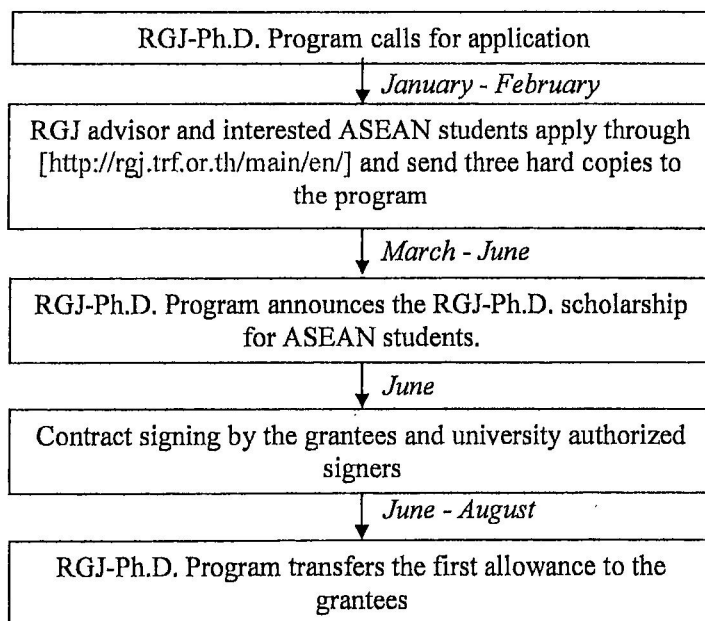 RGJ-Ph.D. Program calls for application
January - February
RGJ advisor and interested ASEAN students apply through
[http://rgj.trf.or.th/main/en/] and send three hard copies to
the program
March - June
RGJ-Ph.D. Program announces the RGJ-Ph.D. scholarship
for ASEAN students.
June
Contract signing by the grantees and university authorized
signers
June - August
RGJ-Ph.D. Program transfers the first allowance to the
grantees